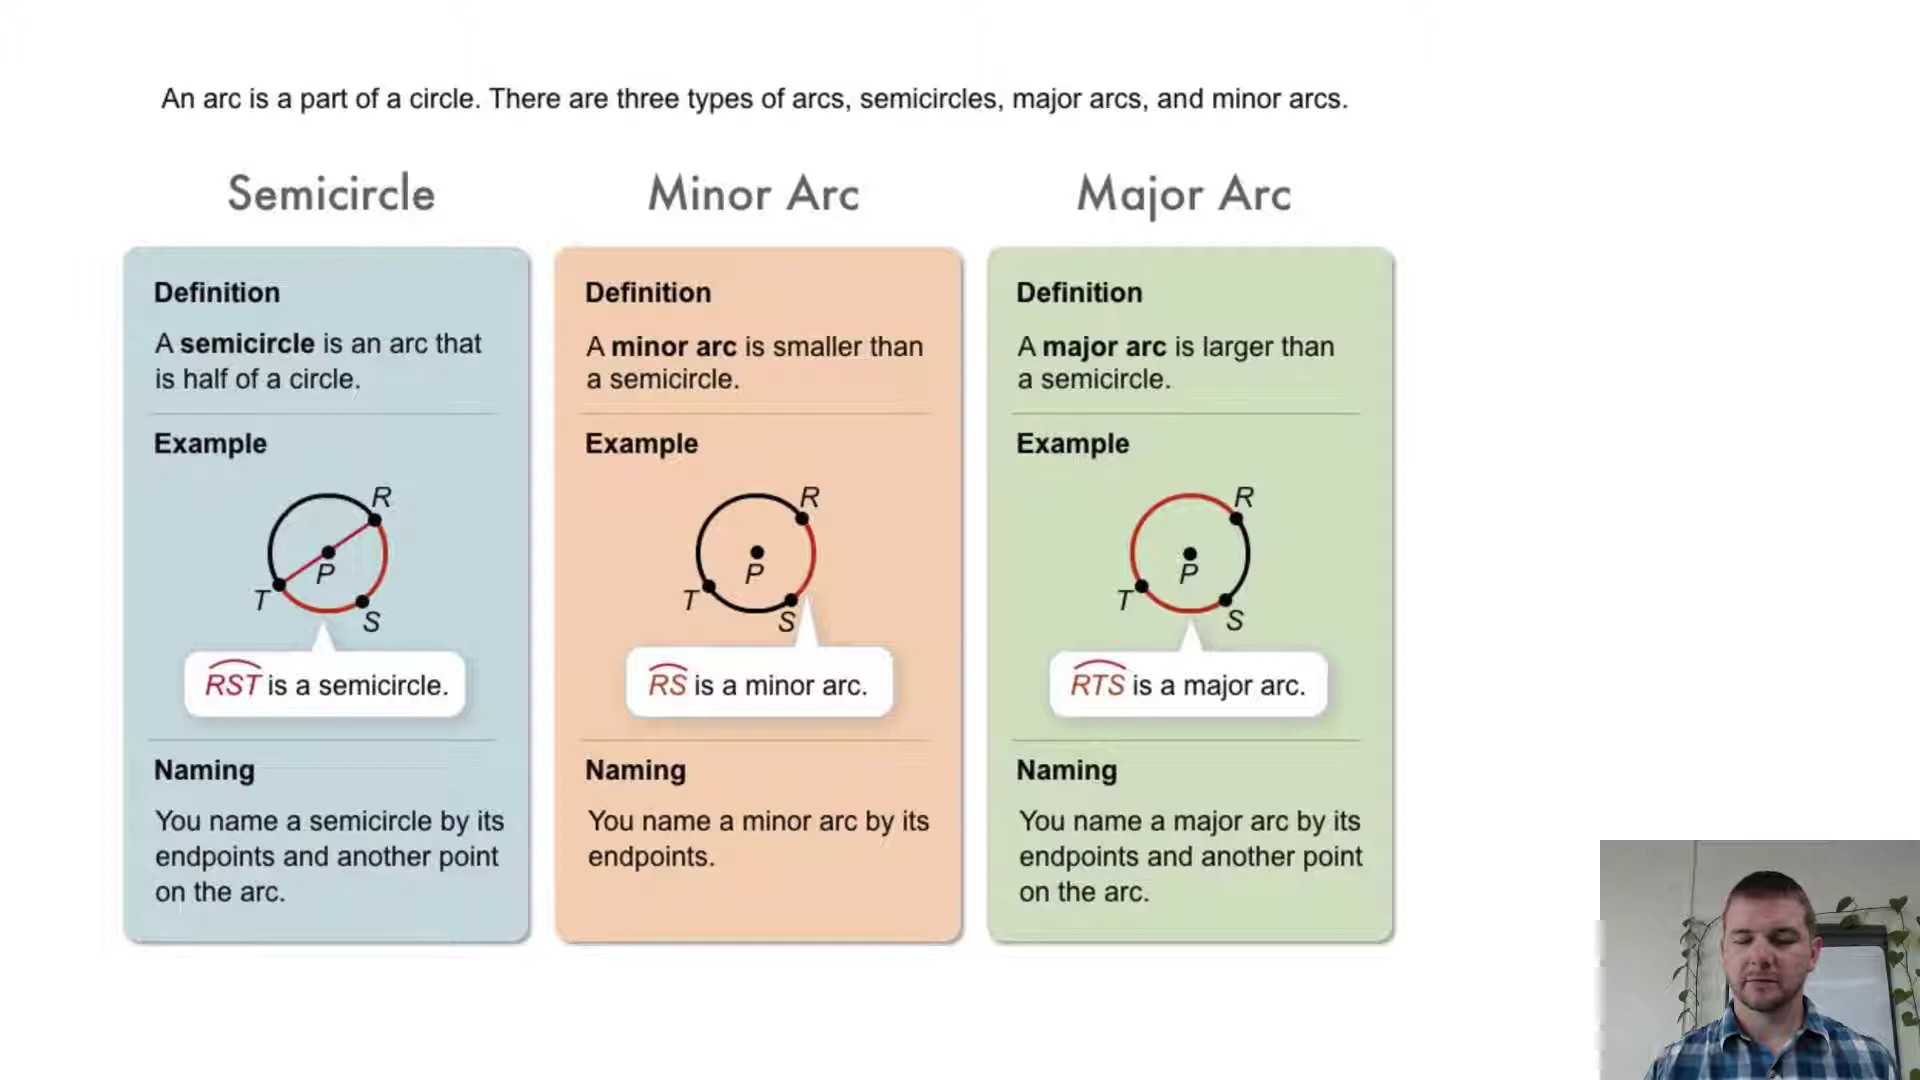 An arc is a part of a circle. There are three types of arcs, semicircles, major arcs, and minor arcs.
Semicircle
Definition
A semicircle is an arc that
is half of a circle.
Example
R
P
T
S
RST is a semicircle.
Naming
You name a semicircle by its
endpoints and another point
on the arc.
Minor Arc
Definition
A minor arc is smaller than
a semicircle.
Example
R
P
T
S
RS is a minor arc.
Naming
You name a minor arc by its
endpoints.
Major Arc
Definition
A major arc is larger than
a semicircle.
Example
R
P
T
S
RTS is a major arc.
Naming
You name a major arc by its
endpoints and another point
on the arc.